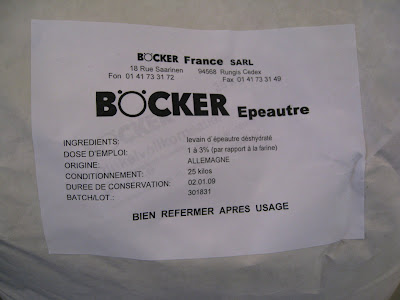 BÖCKER France SARL
18 Rue Saarinen 94568 Rungis Cedex
Fon 01 41 73 31 72 Fax 01 41 73 31 49
BÖCKER Epeautre
INGREDIENTS: levain d'épeautre déshydraté
DOSE D'EMPLOI: 1 à 3% (par rapport à la farine)
ORIGINE: ALLEMAGNE
CONDITIONNEMENT: 25 kilos
DUREE DE CONSERVATION: 02.01.09
BATCH/LOT.: 301831
BIEN REFERMER APRES USAGE